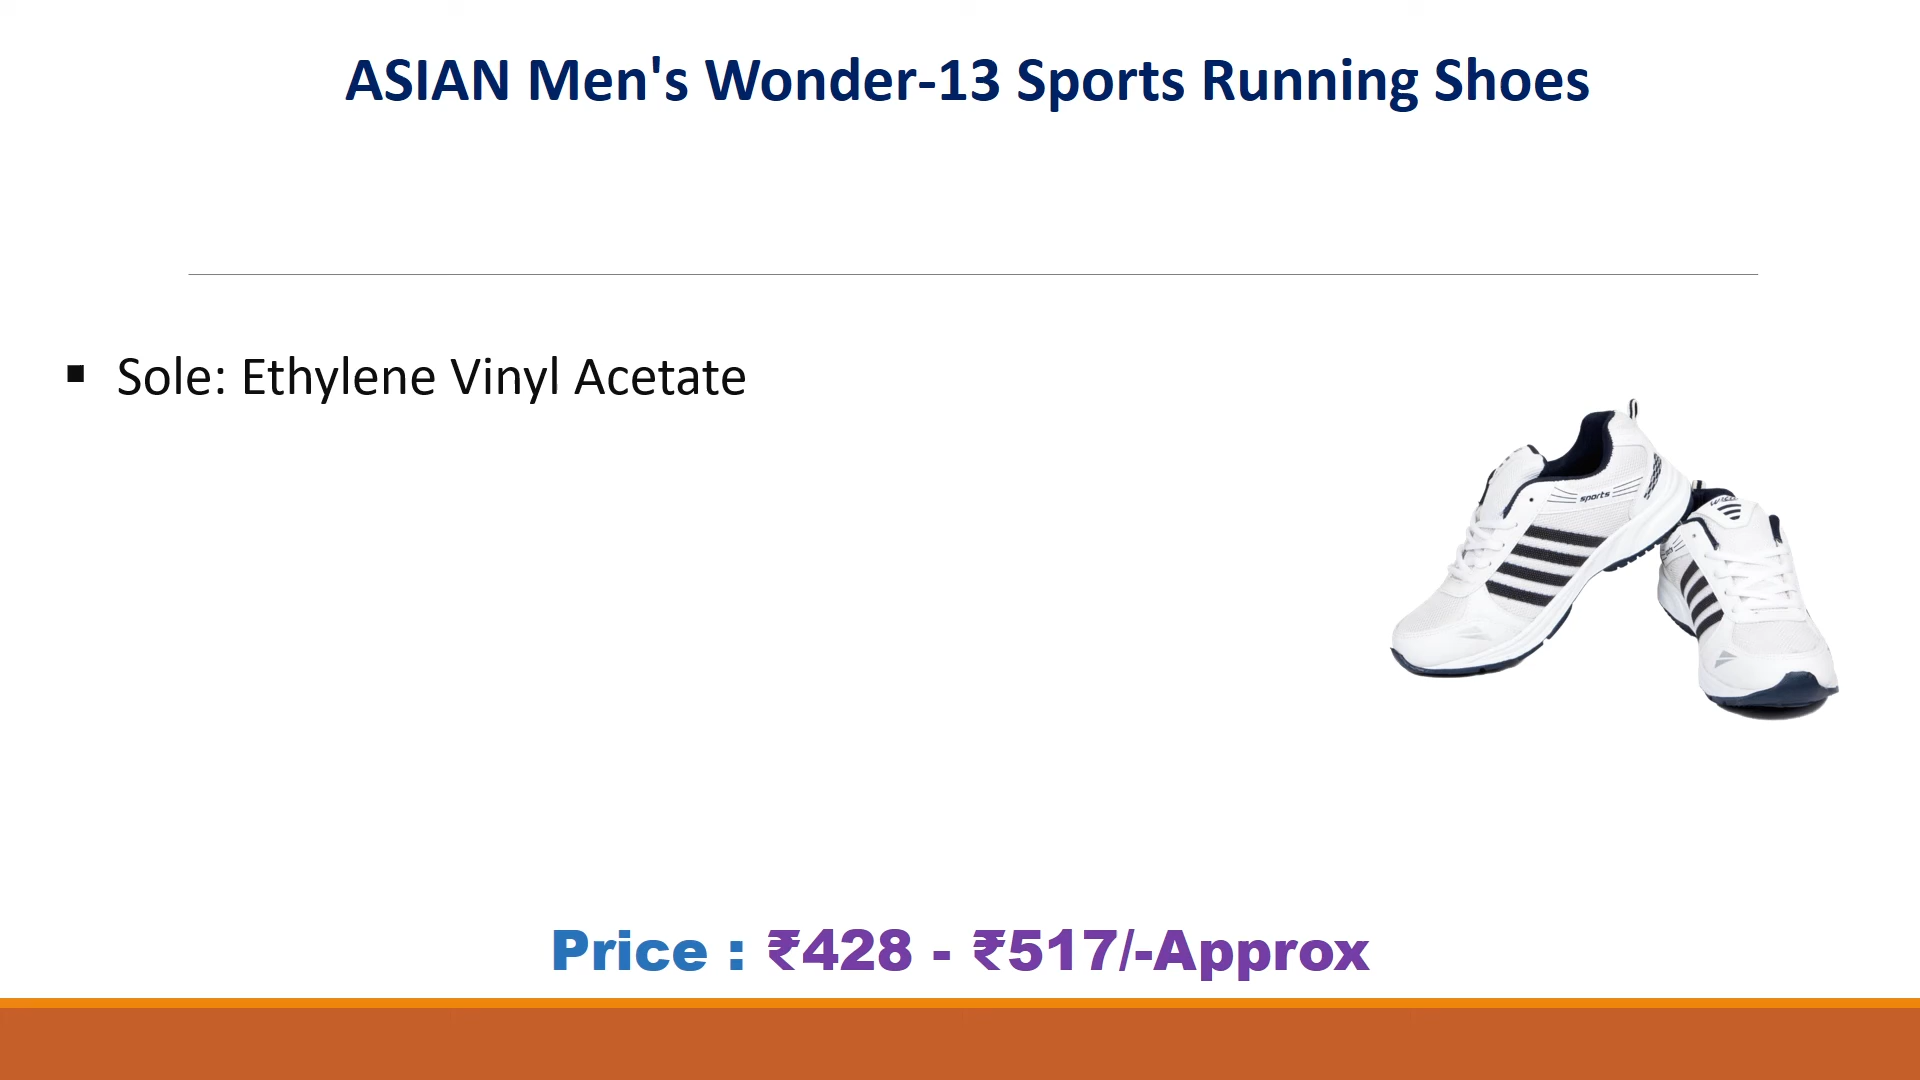 ASIAN Men's Wonder-13 Sports Running Shoes
▪ Sole: Ethylene Vinyl Acetate
sports
Price : ₹428 - ₹517/-Approx